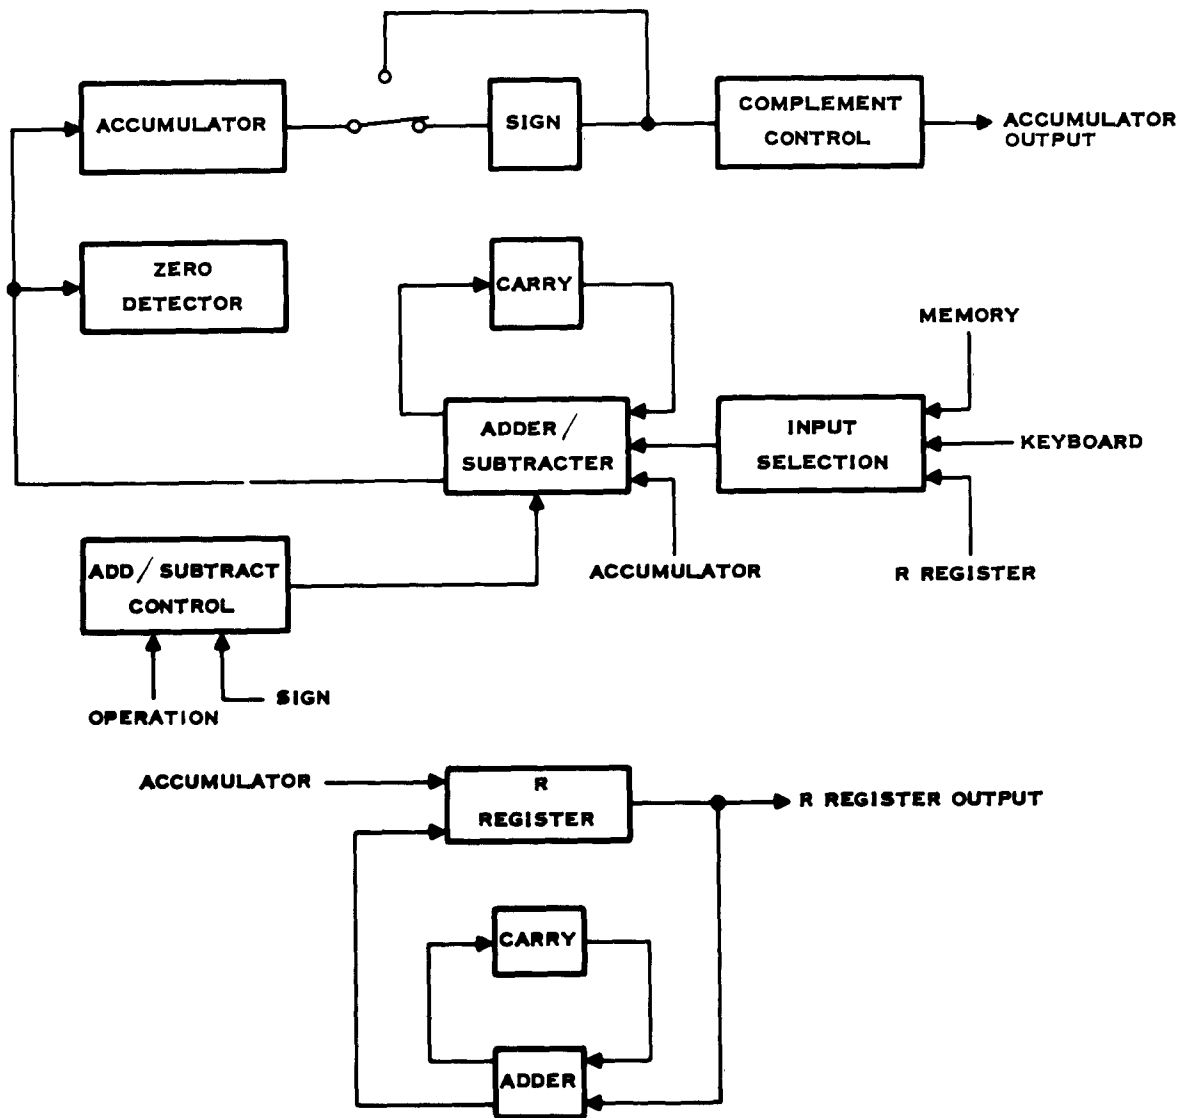 ACCUMULATOR
SIGN
COMPLEMENT
CONTROL
ACCUMULATOR
OUTPUT
ZERO
DETECTOR
CARRY
MEMORY
ADDER /
SUBTRACTER
INPUT
SELECTION
KEYBOARD
ADD / SUBTRACT
CONTROL
ACCUMULATOR
R REGISTER
OPERATION
SIGN
ACCUMULATOR
R
REGISTER
R REGISTER OUTPUT
CARRY
ADDER